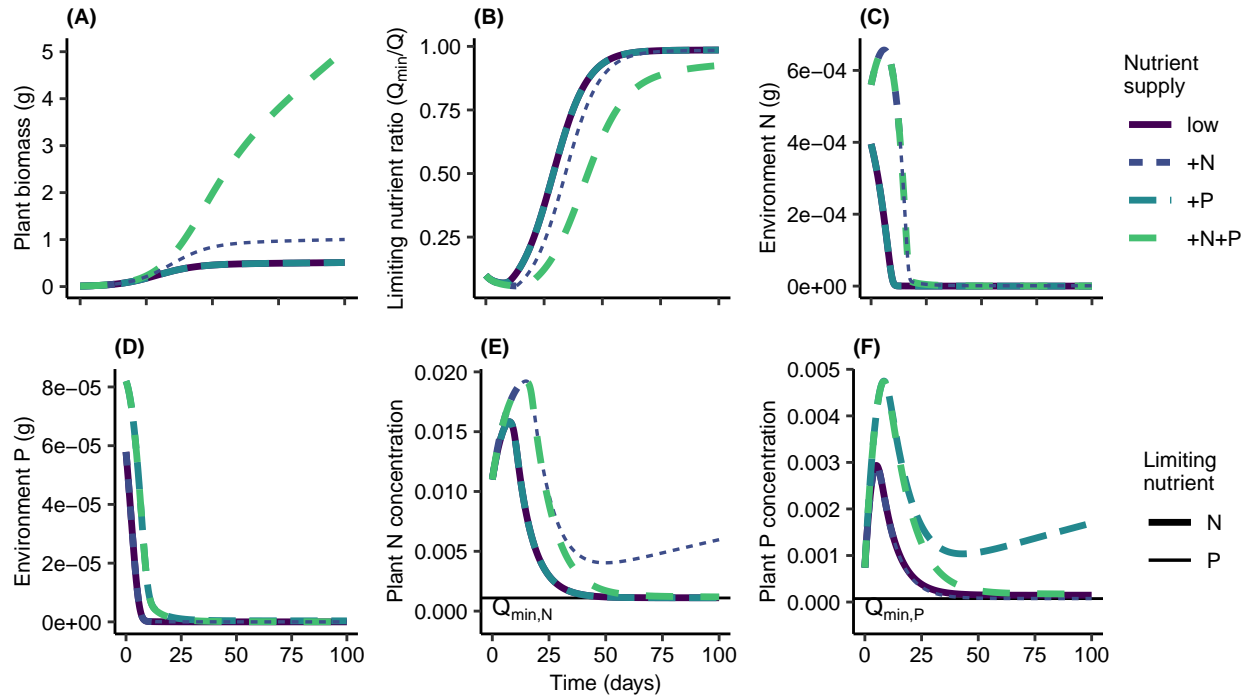 (A)
Plant biomass (g)
5
4
3
2
1
0
(B)
Limiting nutrient ratio (Qmin/Q)
1.00
0.75
0.50
0.25
(C)
Environment N (g)
6e−04
4e−04
2e−04
0e+00
Nutrient
supply
low
+N
+P
+N+P
(D)
Environment P (g)
8e−05
6e−05
4e−05
2e−05
0e+00
0 25 50 75 100
(E)
Plant N concentration
0.020
0.015
0.010
0.005
0.000
Qmin,N
0 25 50 75 100
Time (days)
(F)
Plant P concentration
0.005
0.004
0.003
0.002
0.001
0.000
Qmin,P
0 25 50 75 100
Limiting
nutrient
N
P